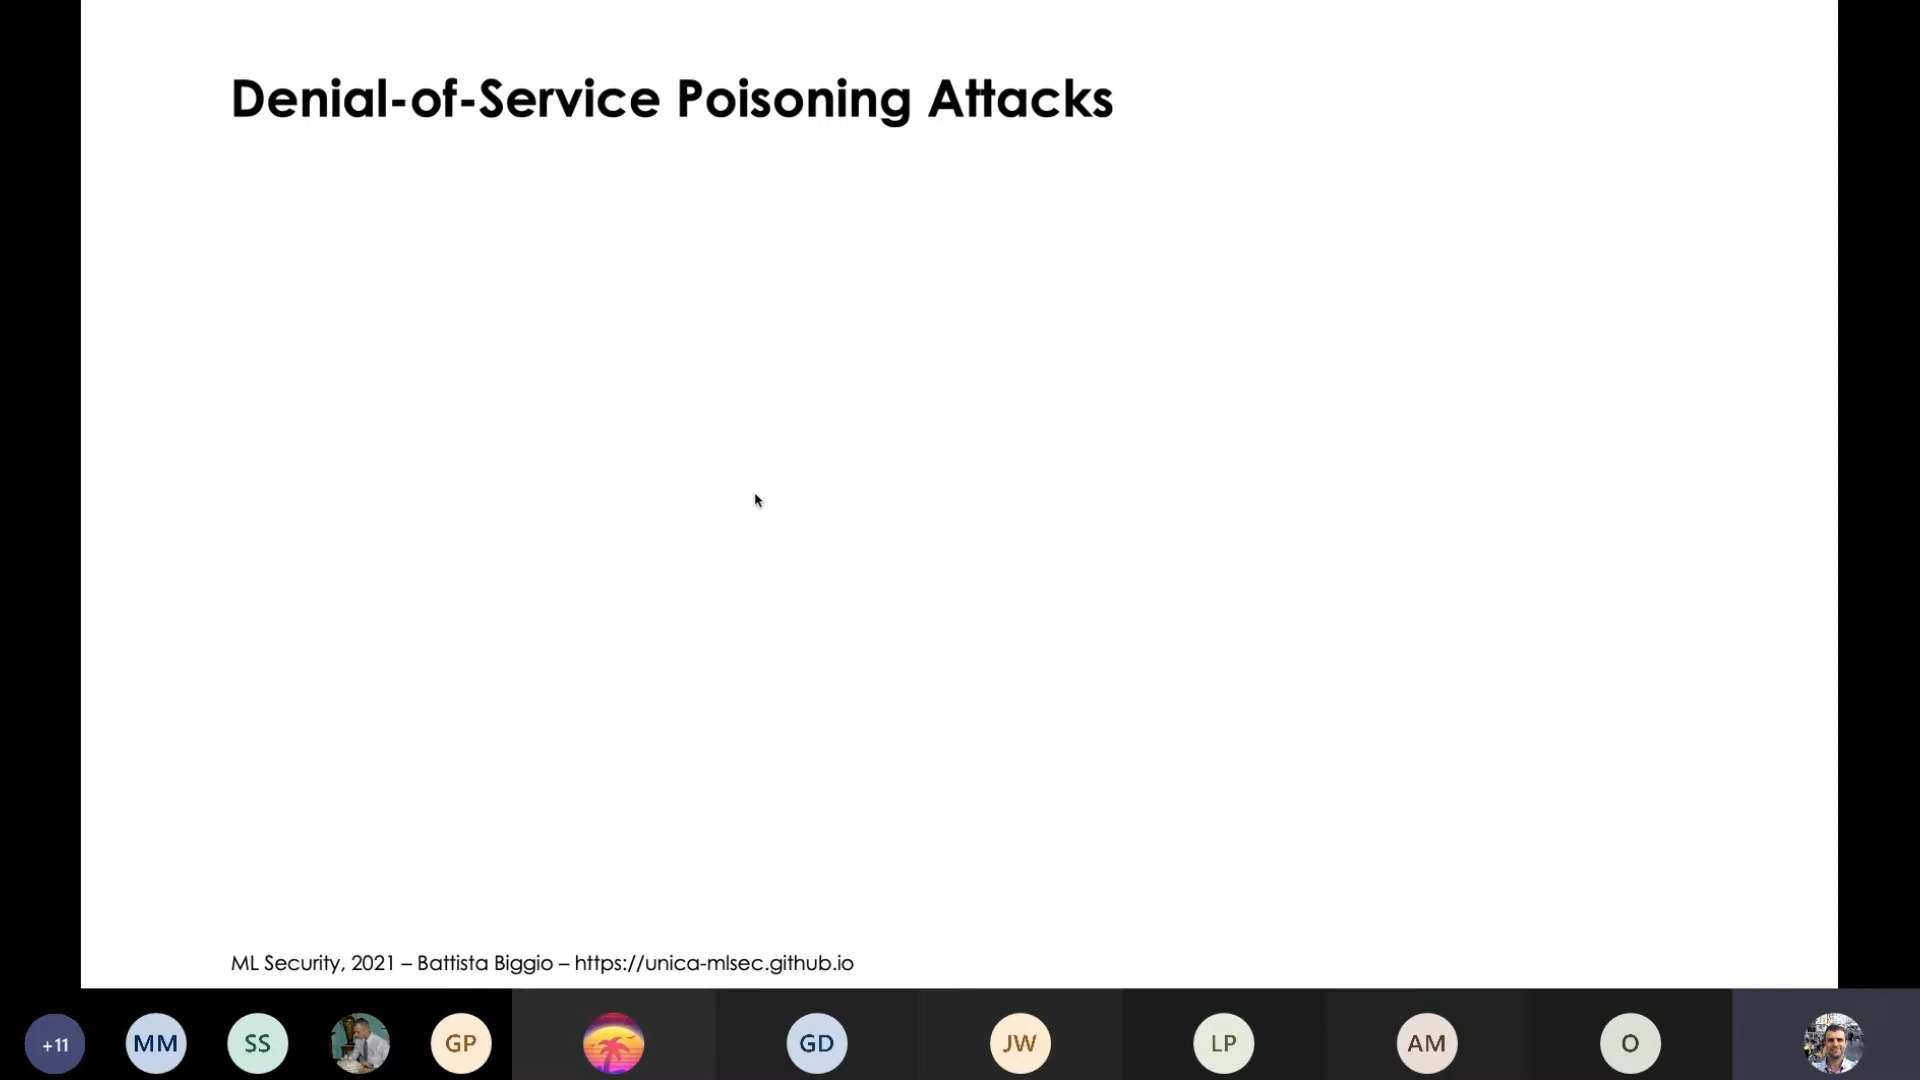 Denial-of-Service Poisoning Attacks
ML Security, 2021 – Battista Biggio – https://unica-mlsec.github.io
+11 MM SS GP GD JW LP AM O